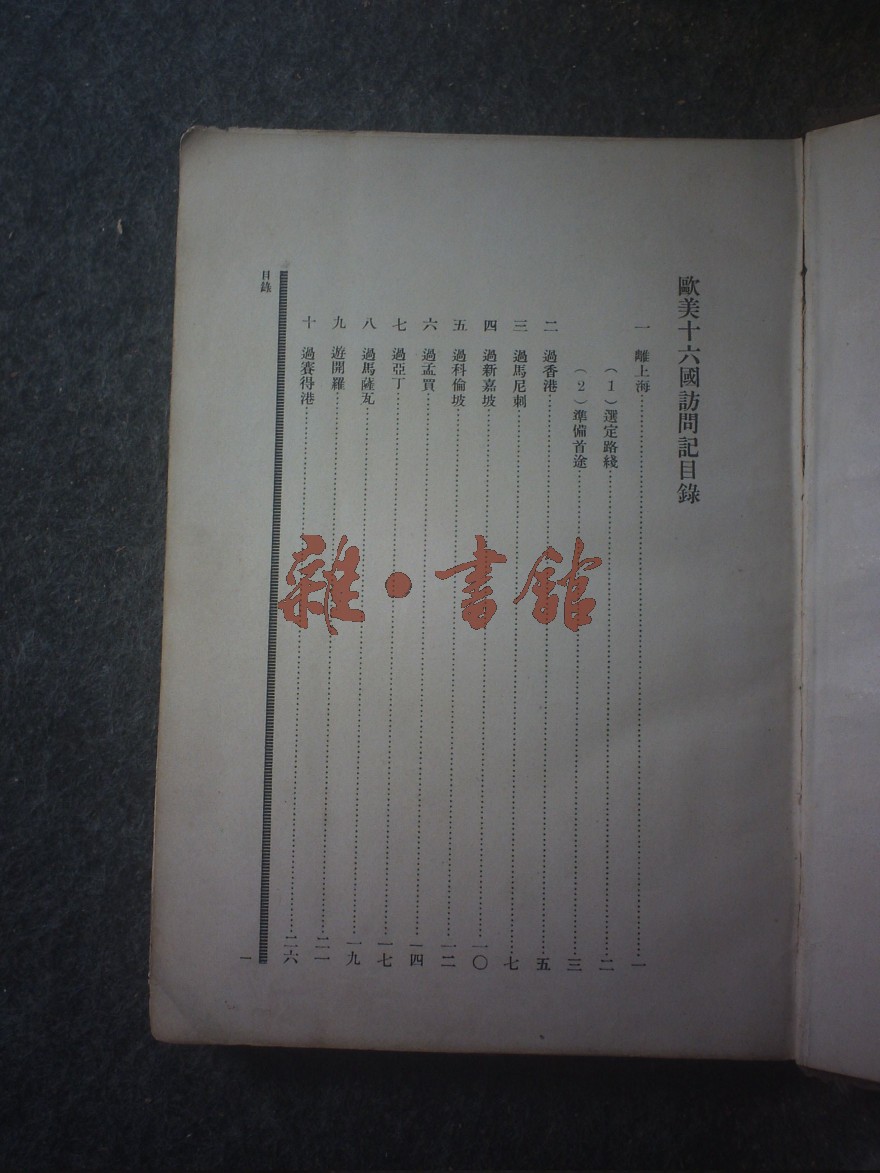 歐美十六國訪問記目錄
一 離上海……一
（1）選定路綫……二
（2）準備首途……三
二 過香港……五
三 過馬尼剌……七
四 過新嘉坡……一〇
五 過科倫坡……一二
六 過孟買……一四
七 過亞丁……一七
八 過馬薩瓦……一九
九 遊開羅……二一
十 過賽得港……二六
目錄
一
雜·書館